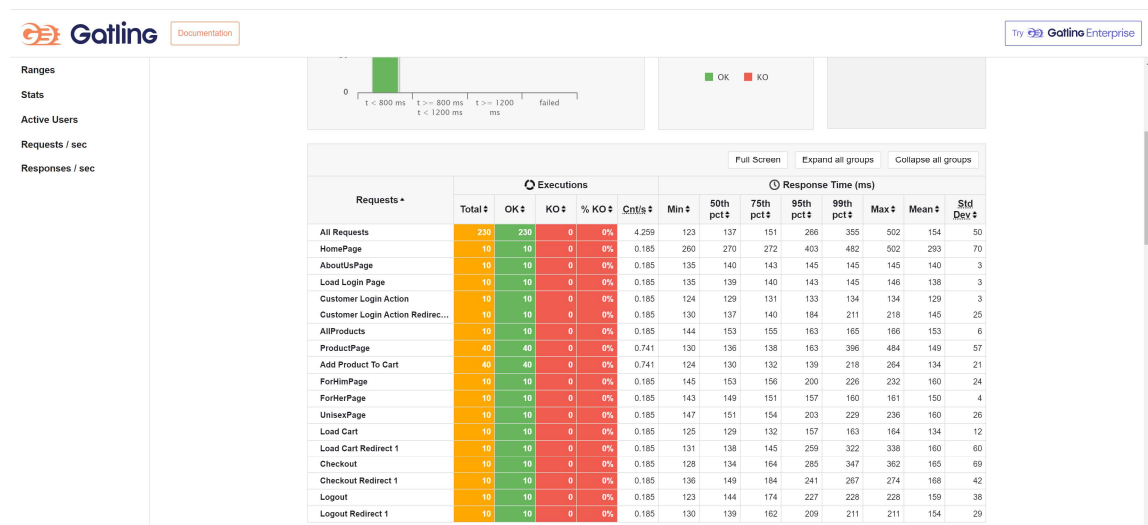 Gatling Documentation Try Gatling Enterprise
Ranges
Stats
Active Users
Requests / sec
Responses / sec
0
t < 800 ms t >= 800 ms t >= 1200 failed
t < 1200 ms ms
OK KO
Full Screen Expand all groups Collapse all groups
Executions Response Time (ms)
Requests Total OK KO % KO Cnt/s Min 50th pct 75th pct 95th pct 99th pct Max Mean Std Dev
All Requests 230 230 0 0% 4.259 123 137 151 266 355 502 154 50
HomePage 10 10 0 0% 0.185 260 270 272 403 482 502 293 70
AboutUsPage 10 10 0 0% 0.185 135 140 143 145 145 145 140 3
Load Login Page 10 10 0 0% 0.185 135 139 140 143 145 146 138 3
Customer Login Action 10 10 0 0% 0.185 124 129 131 133 134 134 129 3
Customer Login Action Redirec... 10 10 0 0% 0.185 130 137 140 184 211 218 145 25
AllProducts 10 10 0 0% 0.185 144 153 155 163 165 166 153 6
ProductPage 40 40 0 0% 0.741 130 136 138 163 396 484 149 57
Add Product To Cart 40 40 0 0% 0.741 124 130 132 139 218 264 134 21
ForHimPage 10 10 0 0% 0.185 145 153 156 200 226 232 160 24
ForHerPage 10 10 0 0% 0.185 143 149 151 157 160 161 150 4
UnisexPage 10 10 0 0% 0.185 147 151 154 203 229 236 160 26
Load Cart 10 10 0 0% 0.185 125 129 132 157 163 164 134 12
Load Cart Redirect 1 10 10 0 0% 0.185 131 138 145 259 322 338 160 60
Checkout 10 10 0 0% 0.185 128 134 164 285 347 362 165 69
Checkout Redirect 1 10 10 0 0% 0.185 136 149 184 241 267 274 168 42
Logout 10 10 0 0% 0.185 123 144 174 227 228 228 159 38
Logout Redirect 1 10 10 0 0% 0.185 130 139 162 209 211 211 154 29